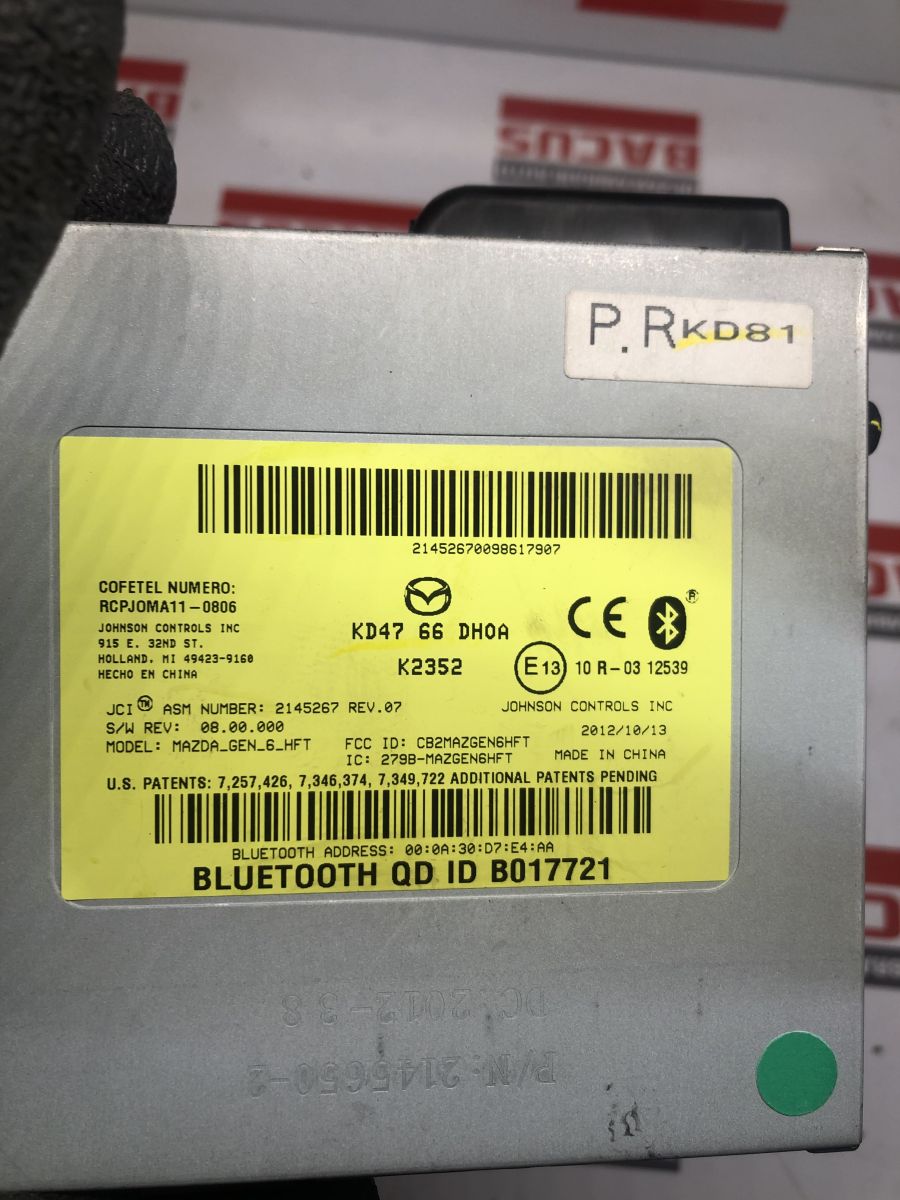 BACUS
P.R KD81
21452670098617907
COFETEL NUMERO:
RCPJOMA11-0806
JOHNSON CONTROLS INC
915 E. 32ND ST.
HOLLAND, MI 49423-9160
HECHO EN CHINA
KD47 66 DH0A
K2352
CE
R
E13 10 R-03 12539
JCI™ ASM NUMBER: 2145267 REV.07
S/W REV: 08.00.000
MODEL: MAZDA_GEN_6_HFT
FCC ID: CB2MAZGEN6HFT
IC: 279B-MAZGEN6HFT
JOHNSON CONTROLS INC
2012/10/13
MADE IN CHINA
U.S. PATENTS: 7,257,426, 7,346,374, 7,349,722 ADDITIONAL PATENTS PENDING
BLUETOOTH ADDRESS: 00:0A:30:D7:E4:AA
BLUETOOTH QD ID B017721
DC:2012-38
P/N:2145650-2